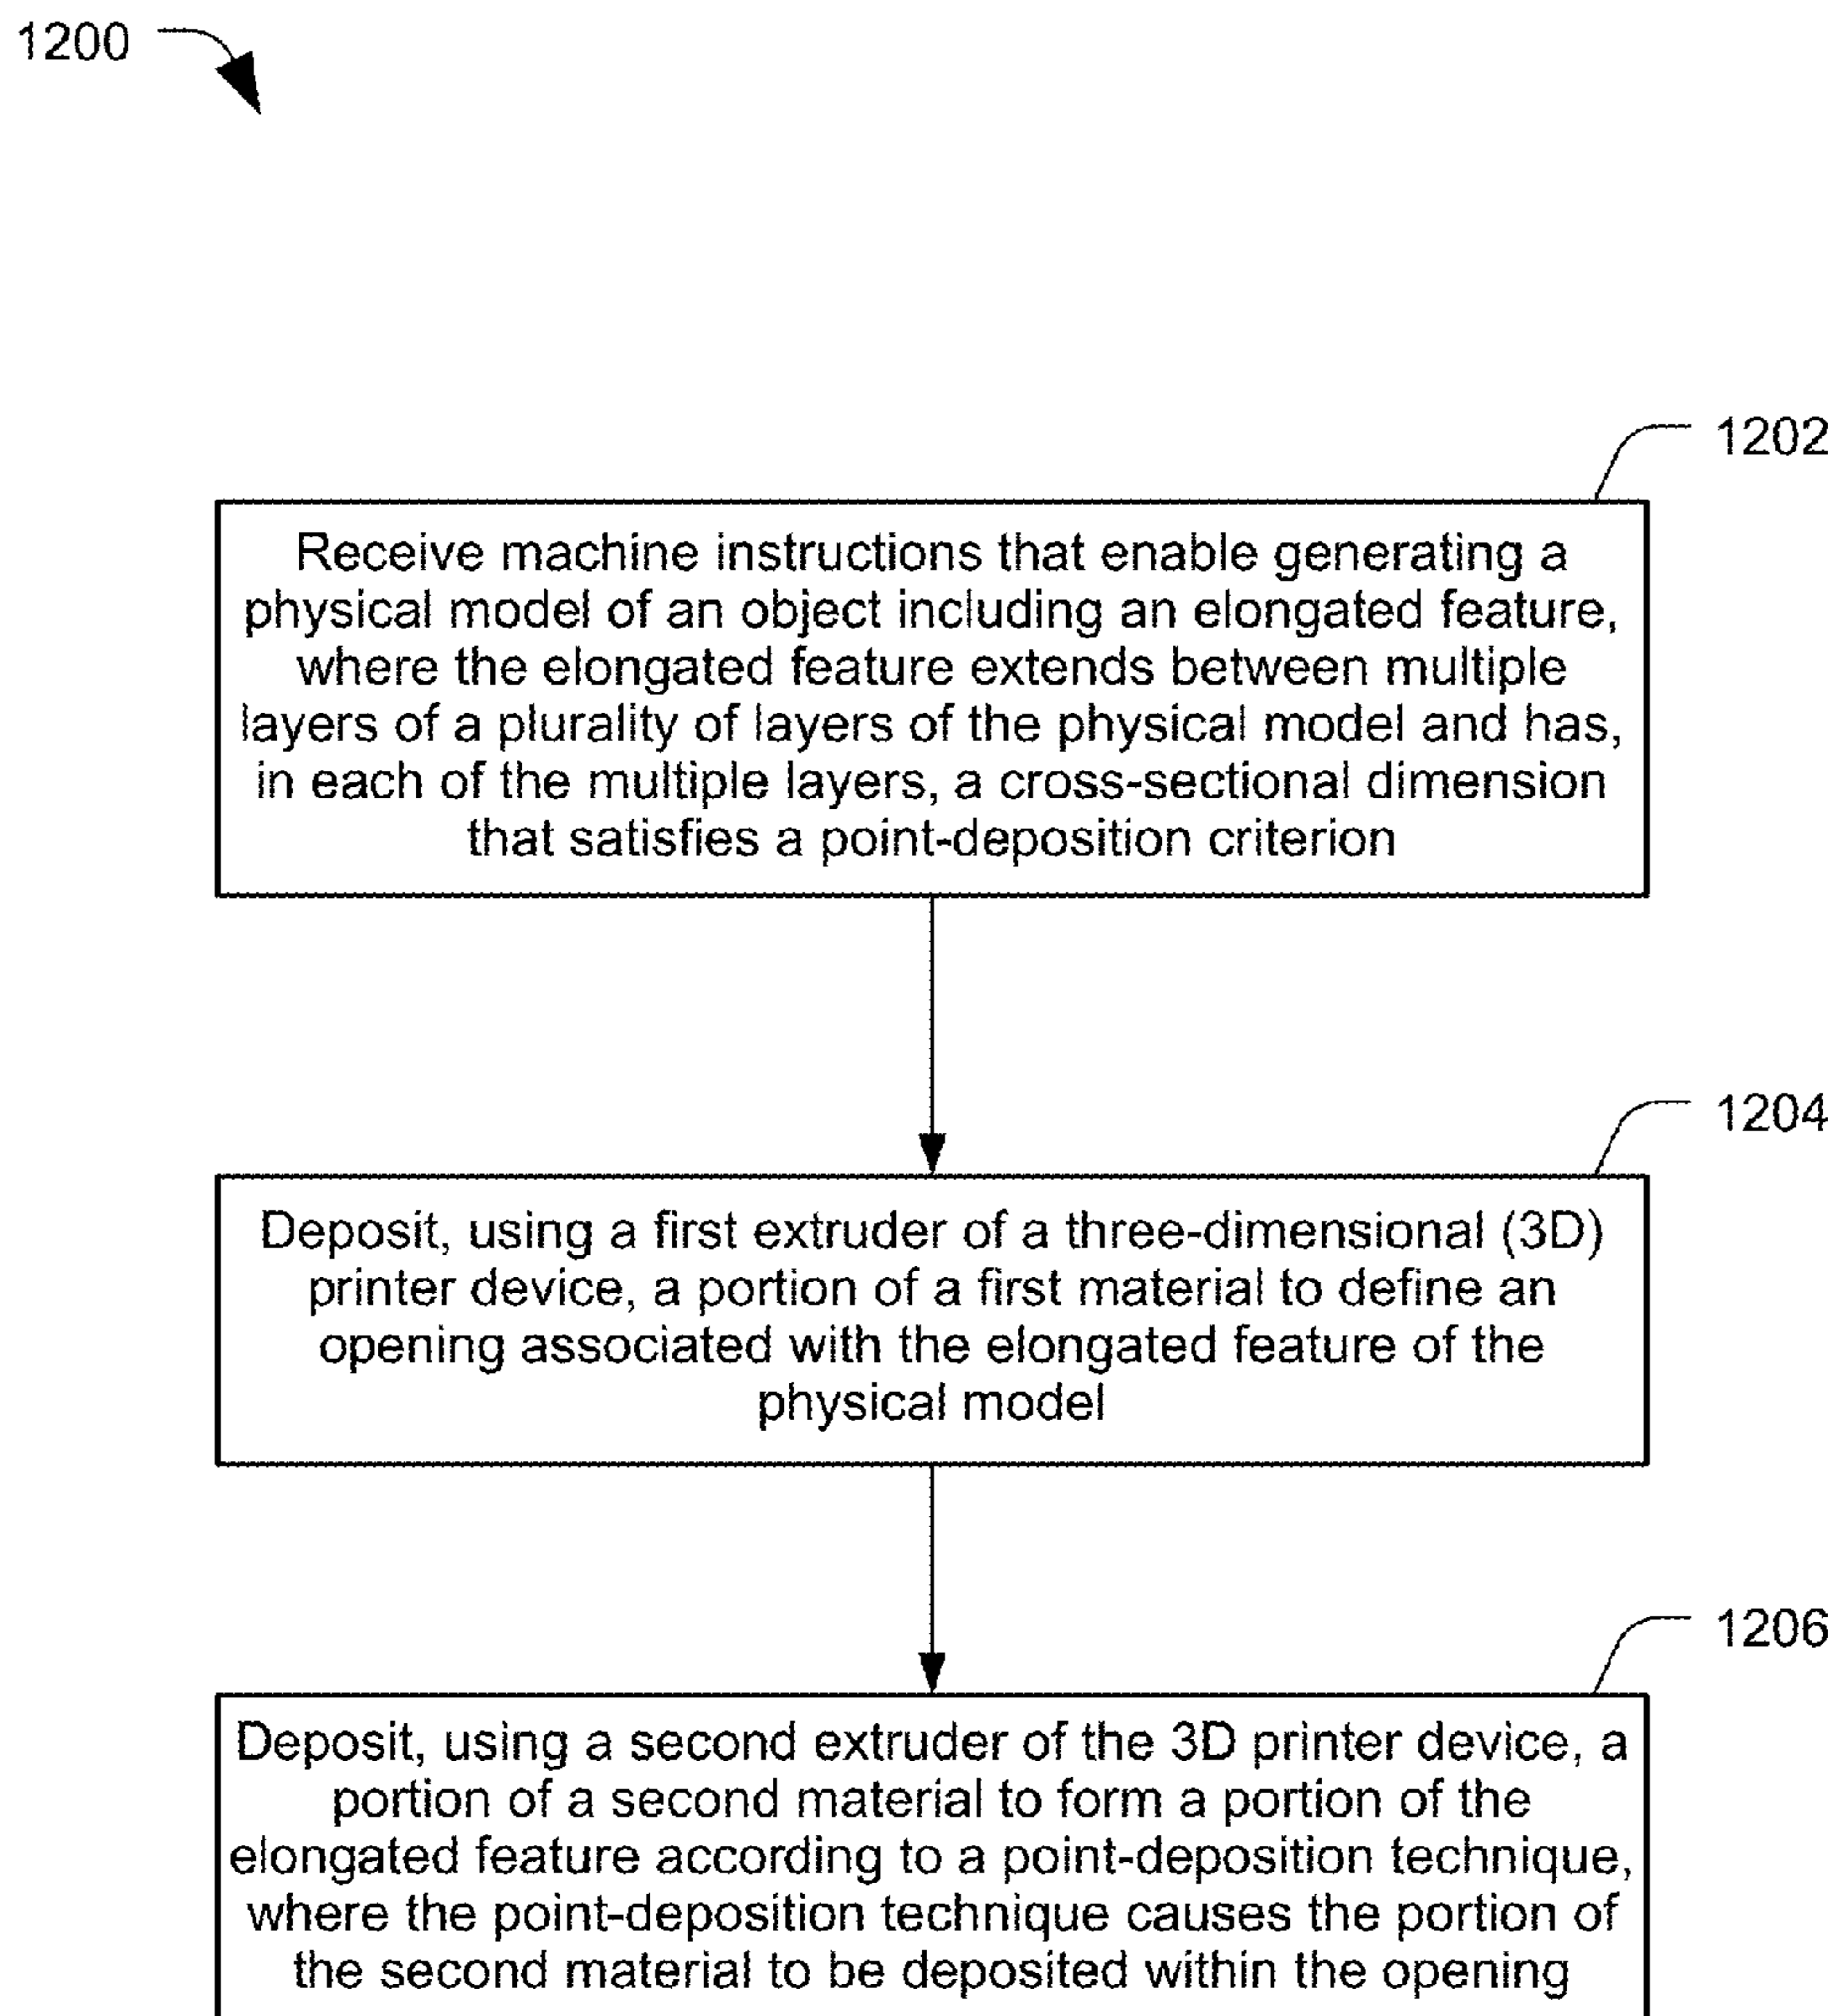 1200
1202
Receive machine instructions that enable generating a
physical model of an object including an elongated feature,
where the elongated feature extends between multiple
layers of a plurality of layers of the physical model and has,
in each of the multiple layers, a cross-sectional dimension
that satisfies a point-deposition criterion
1204
Deposit, using a first extruder of a three-dimensional (3D)
printer device, a portion of a first material to define an
opening associated with the elongated feature of the
physical model
1206
Deposit, using a second extruder of the 3D printer device, a
portion of a second material to form a portion of the
elongated feature according to a point-deposition technique,
where the point-deposition technique causes the portion of
the second material to be deposited within the opening